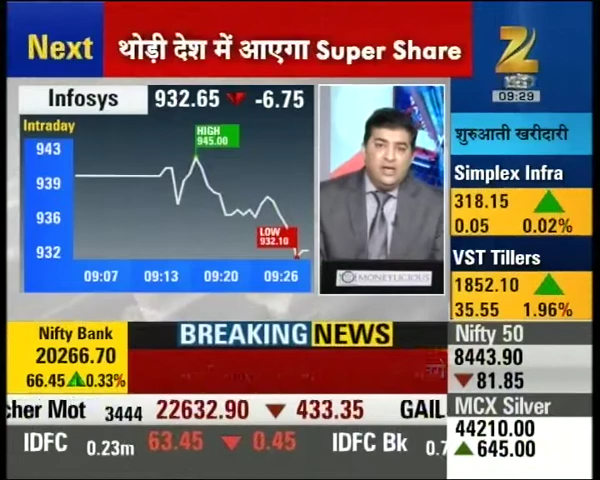 Next
थोड़ी देश में आएगा Super Share
Z
09:29
Infosys 932.65 -6.75
Intraday
943
939
936
932
HIGH
945.00
LOW
932.10
09:07 09:13 09:20 09:26
MONEYLICIOUS
शुरुआती खरीदारी
Simplex Infra
318.15
0.05 0.02%
VST Tillers
1852.10
35.55 1.96%
Nifty Bank
20266.70
66.45 0.33%
BREAKING NEWS
Nifty 50
8443.90
81.85
cher Mot 3444 22632.90 433.35 GAIL
MCX Silver
44210.00
645.00
IDFC 0.23m 63.45 0.45 IDFC Bk 0.7